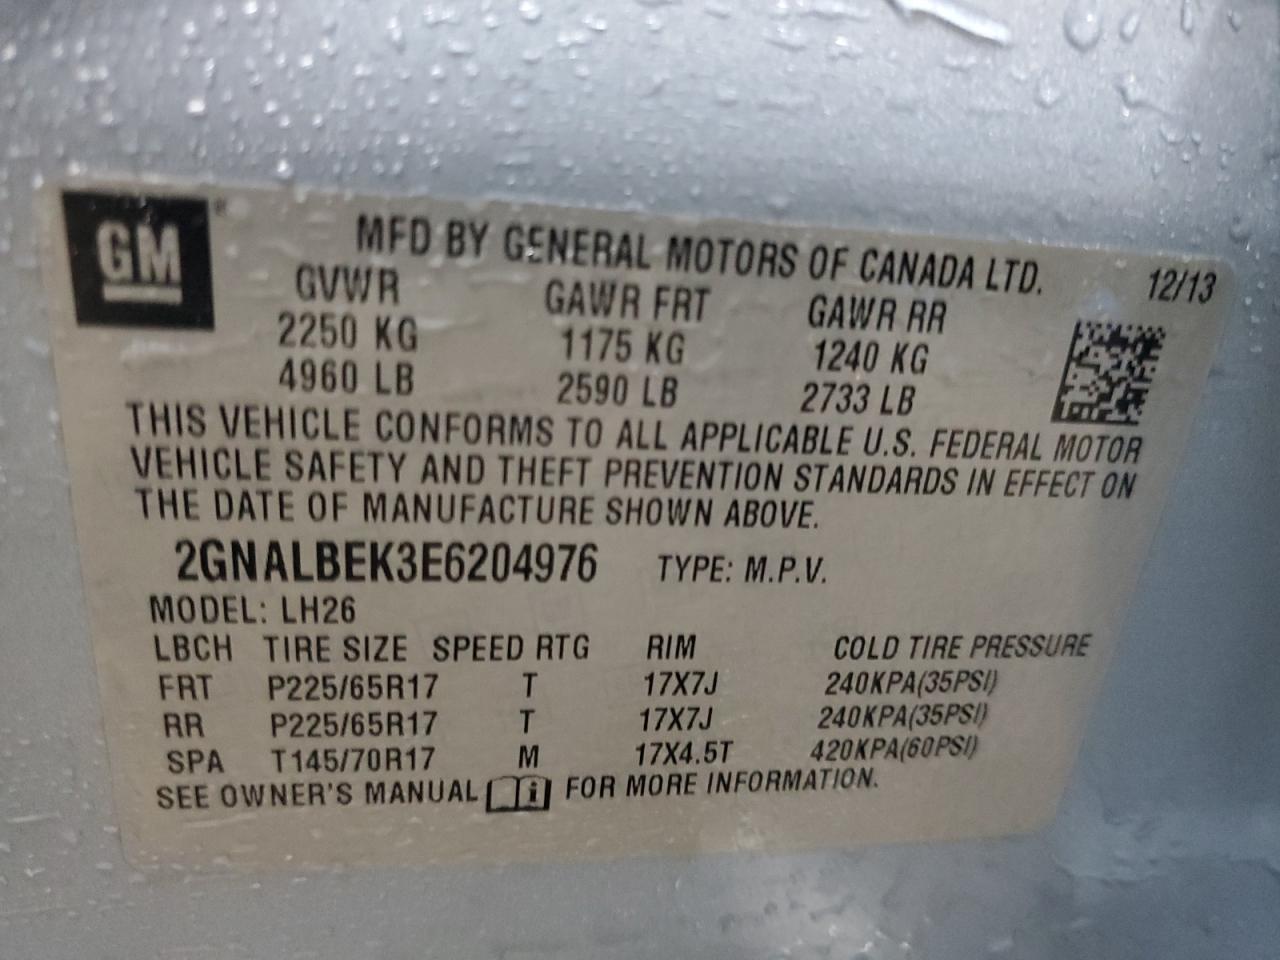 GM®
MFD BY GENERAL MOTORS OF CANADA LTD. 12/13
GVWR GAWR FRT GAWR RR
2250 KG 1175 KG 1240 KG
4960 LB 2590 LB 2733 LB
THIS VEHICLE CONFORMS TO ALL APPLICABLE U.S. FEDERAL MOTOR
VEHICLE SAFETY AND THEFT PREVENTION STANDARDS IN EFFECT ON
THE DATE OF MANUFACTURE SHOWN ABOVE.
2GNALBEK3E6204976 TYPE: M.P.V.
MODEL: LH26
LBCH TIRE SIZE SPEED RTG RIM COLD TIRE PRESSURE
FRT P225/65R17 T 17X7J 240KPA(35PSI)
RR P225/65R17 T 17X7J 240KPA(35PSI)
SPA T145/70R17 M 17X4.5T 420KPA(60PSI)
SEE OWNER'S MANUAL i FOR MORE INFORMATION.